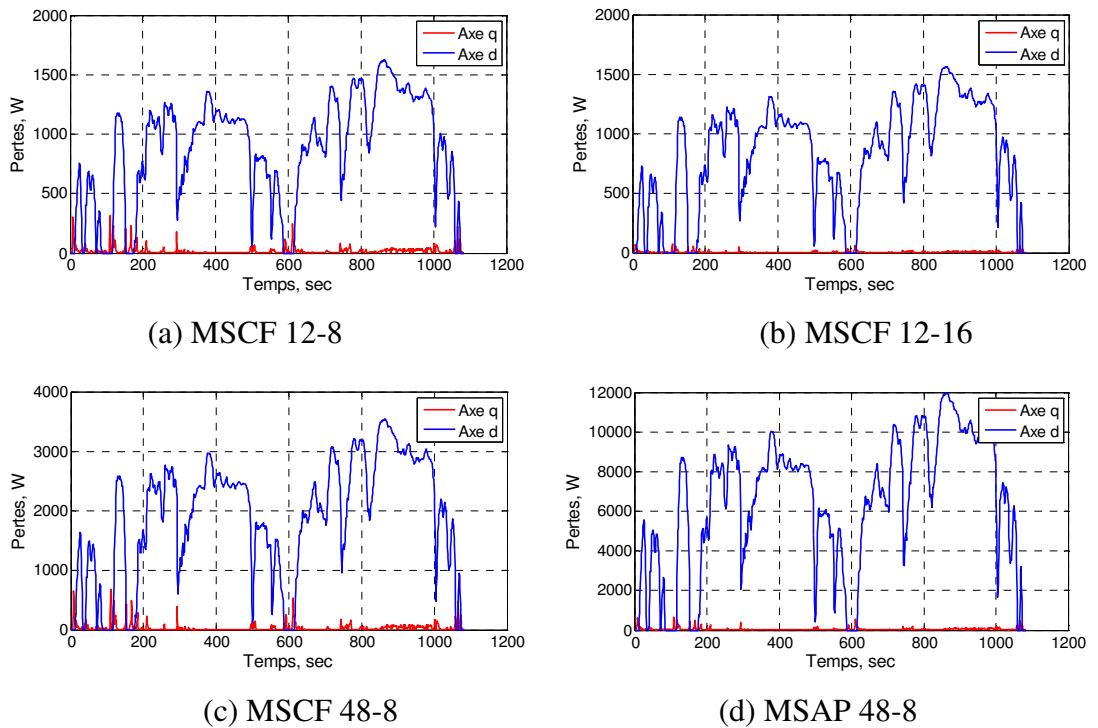 2000
1500
1000
500
0
Pertes, W
0 200 400 600 800 1000 1200
Temps, sec
Axe q
Axe d
(a) MSCF 12-8
2000
1500
1000
500
0
Pertes, W
0 200 400 600 800 1000 1200
Temps, sec
Axe q
Axe d
(b) MSCF 12-16
4000
3000
2000
1000
0
Pertes, W
0 200 400 600 800 1000 1200
Temps, sec
Axe q
Axe d
(c) MSCF 48-8
12000
10000
8000
6000
4000
2000
0
Pertes, W
0 200 400 600 800 1000 1200
Temps, sec
Axe q
Axe d
(d) MSAP 48-8